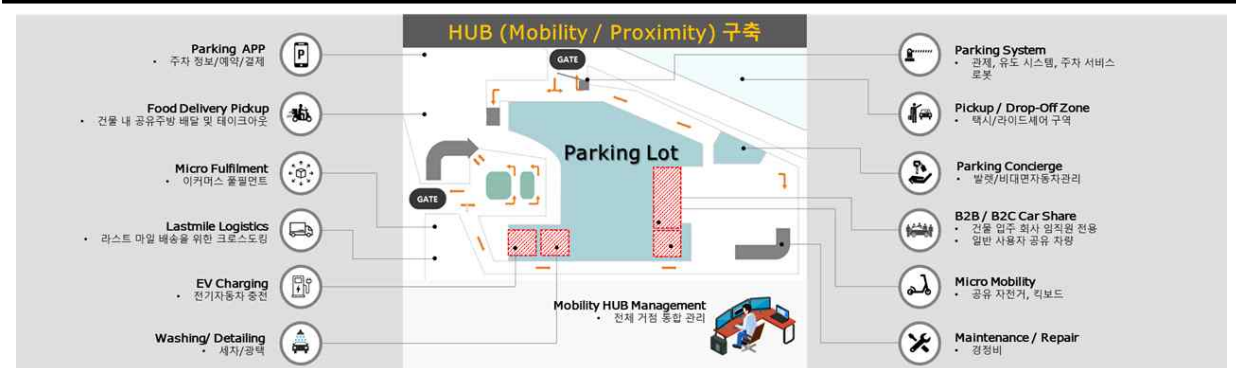 HUB (Mobility / Proximity) 구축
Parking APP
• 주차 정보/예약/결제
Food Delivery Pickup
• 건물 내 공유주방 배달 및 테이크아웃
Micro Fulfilment
• 이커머스 풀필먼트
Lastmile Logistics
• 라스트 마일 배송을 위한 크로스도킹
EV Charging
• 전기자동차 충전
Washing/ Detailing
• 세차/광택
P
GATE
Parking Lot
GATE
Mobility HUB Management
• 전체 거점 통합 관리
Parking System
• 관제, 유도 시스템, 주차 서비스
로봇
Pickup / Drop-Off Zone
• 택시/라이드셰어 구역
Parking Concierge
• 발렛/비대면자동차관리
B2B / B2C Car Share
• 건물 입주 회사 임직원 전용
• 일반 사용자 공유 차량
Micro Mobility
• 공유 자전거, 킥보드
Maintenance / Repair
• 경정비